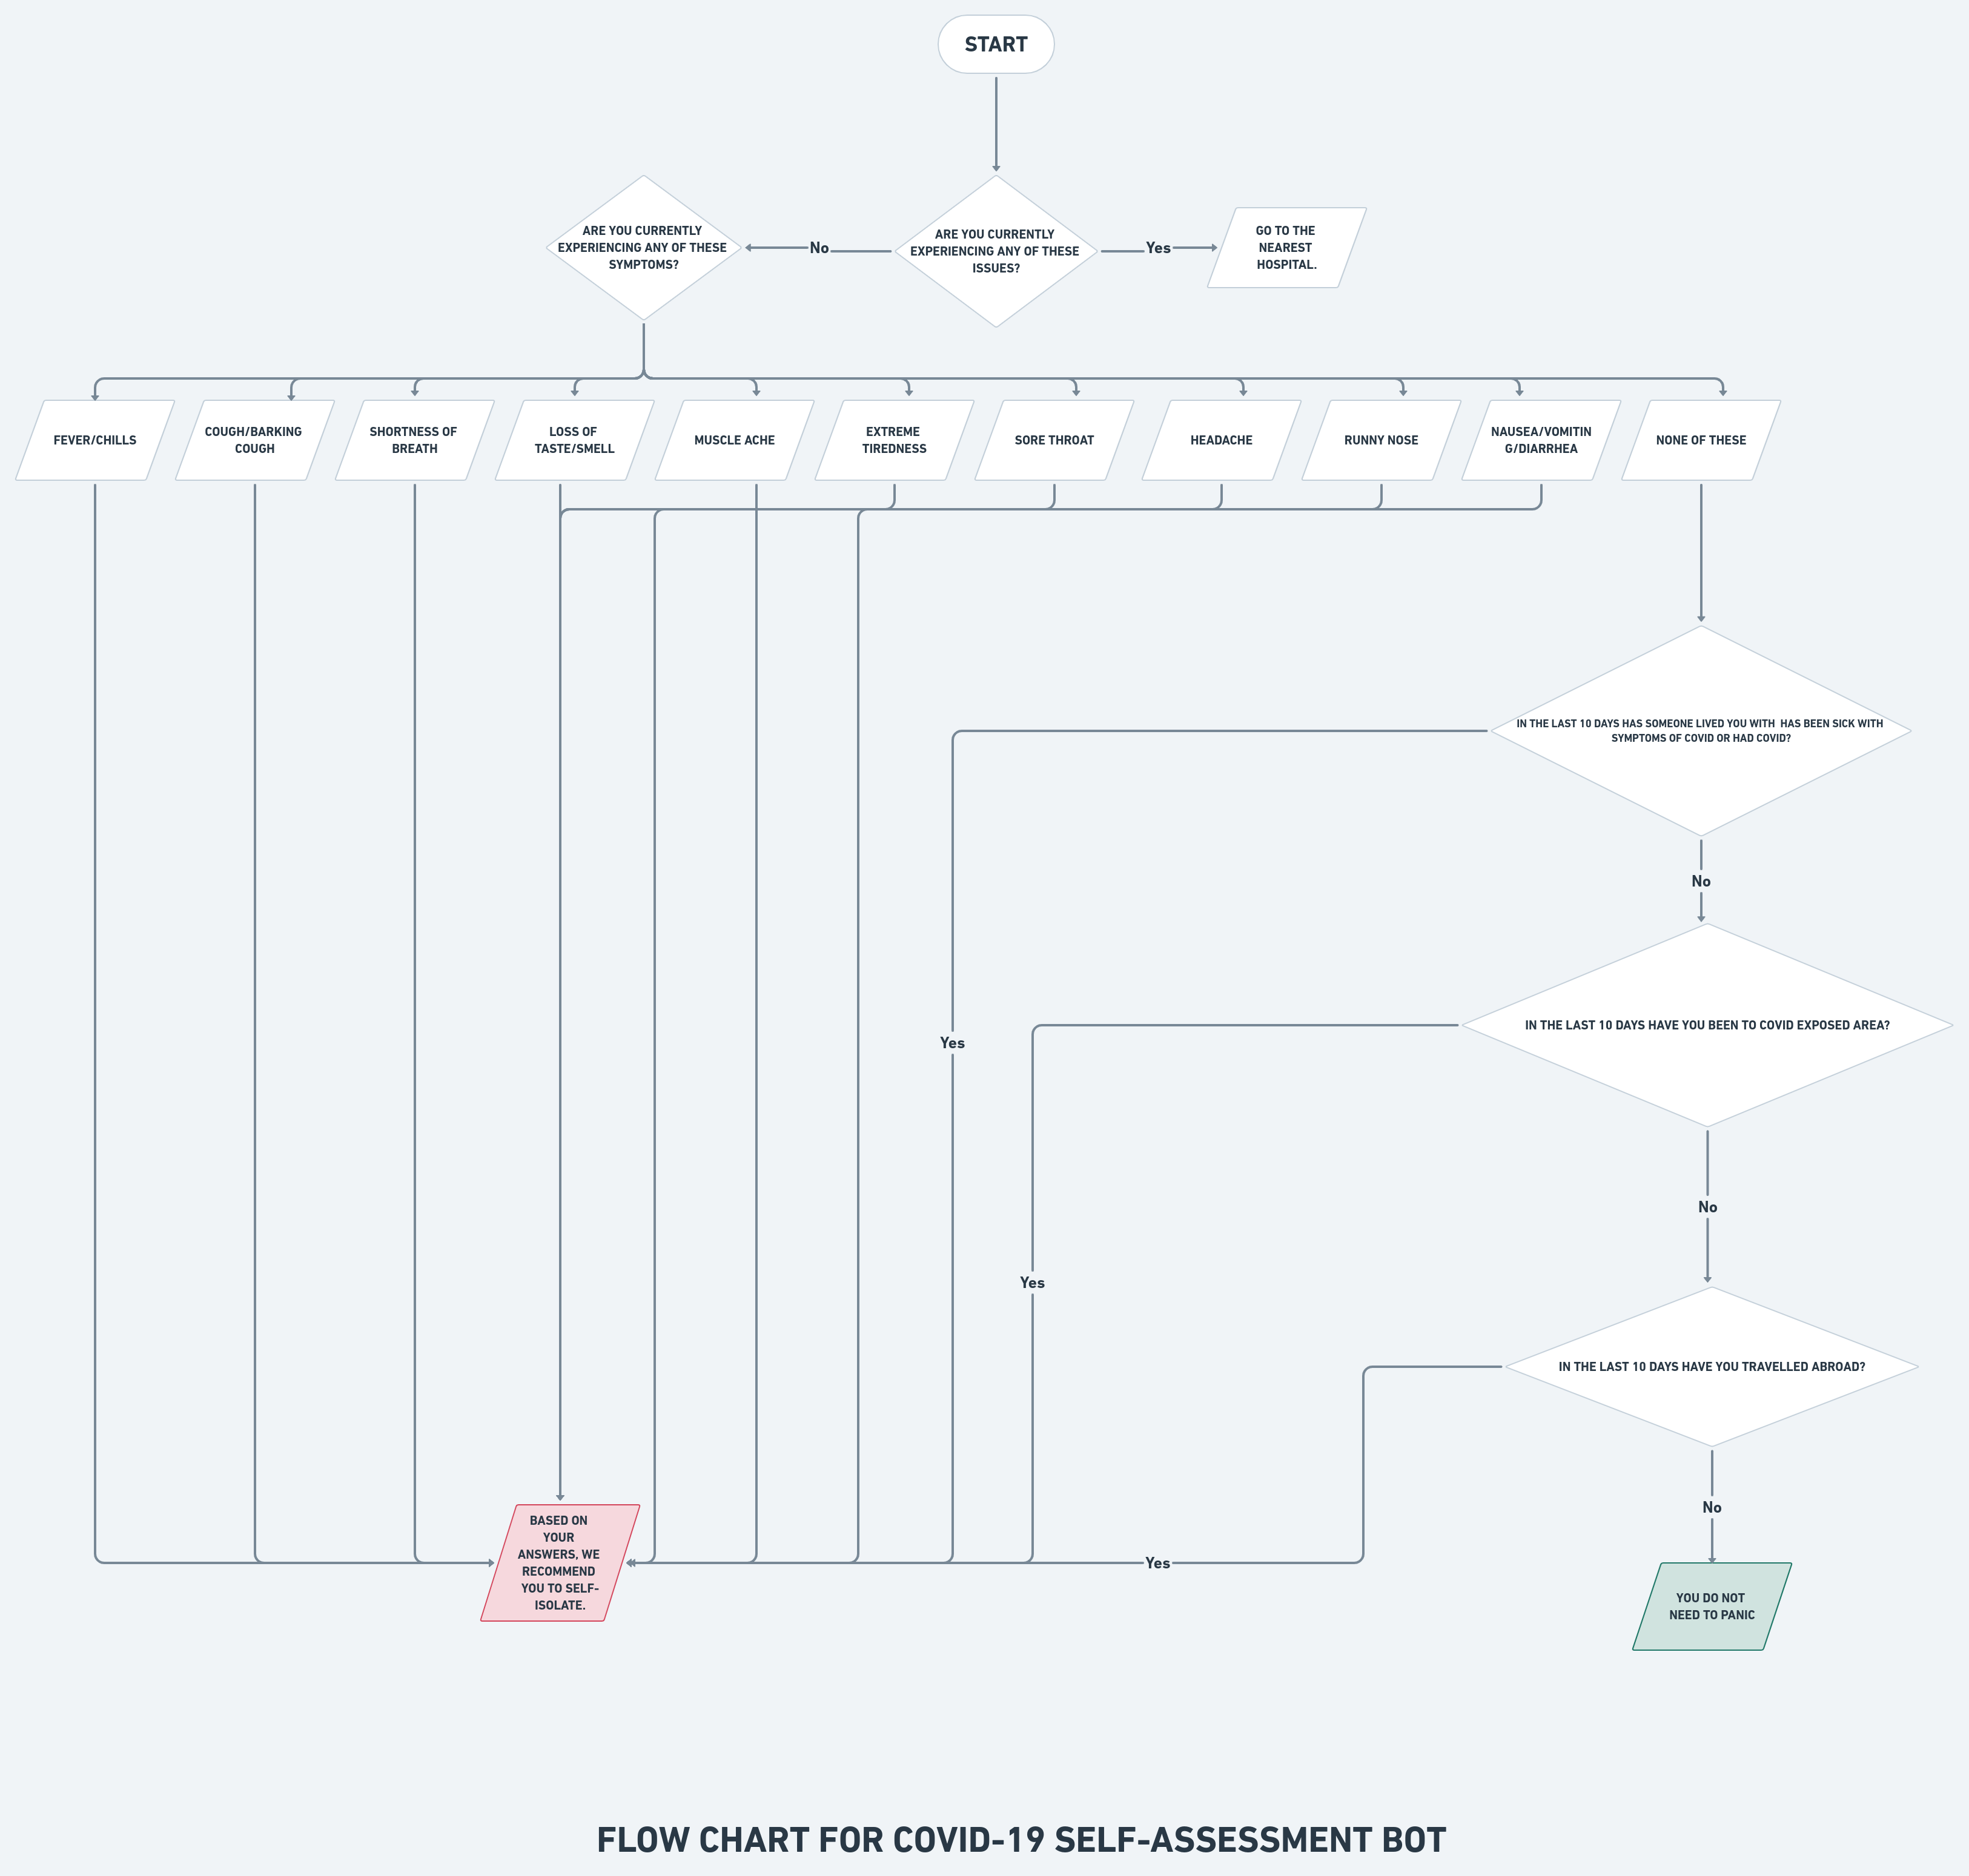 START
ARE YOU CURRENTLY
EXPERIENCING ANY OF THESE
SYMPTOMS?
No
ARE YOU CURRENTLY
EXPERIENCING ANY OF THESE
ISSUES?
Yes
GO TO THE
NEAREST
HOSPITAL.
FEVER/CHILLS
COUGH/BARKING
COUGH
SHORTNESS OF
BREATH
LOSS OF
TASTE/SMELL
MUSCLE ACHE
EXTREME
TIREDNESS
SORE THROAT
HEADACHE
RUNNY NOSE
NAUSEA/VOMITIN
G/DIARRHEA
NONE OF THESE
IN THE LAST 10 DAYS HAS SOMEONE LIVED YOU WITH  HAS BEEN SICK WITH
SYMPTOMS OF COVID OR HAD COVID?
No
Yes
IN THE LAST 10 DAYS HAVE YOU BEEN TO COVID EXPOSED AREA?
No
Yes
IN THE LAST 10 DAYS HAVE YOU TRAVELLED ABROAD?
No
Yes
BASED ON
YOUR
ANSWERS, WE
RECOMMEND
YOU TO SELF-
ISOLATE.
YOU DO NOT
NEED TO PANIC
FLOW CHART FOR COVID-19 SELF-ASSESSMENT BOT